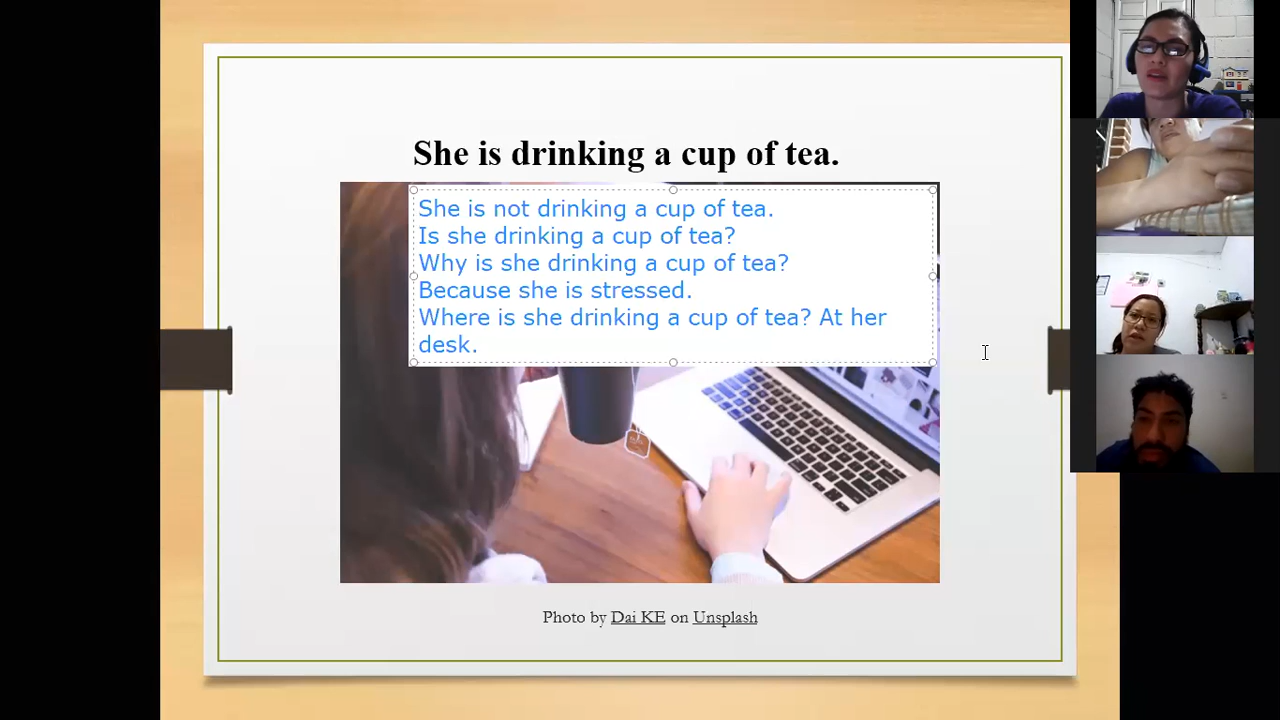 She is drinking a cup of tea.
She is not drinking a cup of tea.
Is she drinking a cup of tea?
Why is she drinking a cup of tea?
Because she is stressed.
Where is she drinking a cup of tea? At her
desk.
Photo by Dai KE on Unsplash